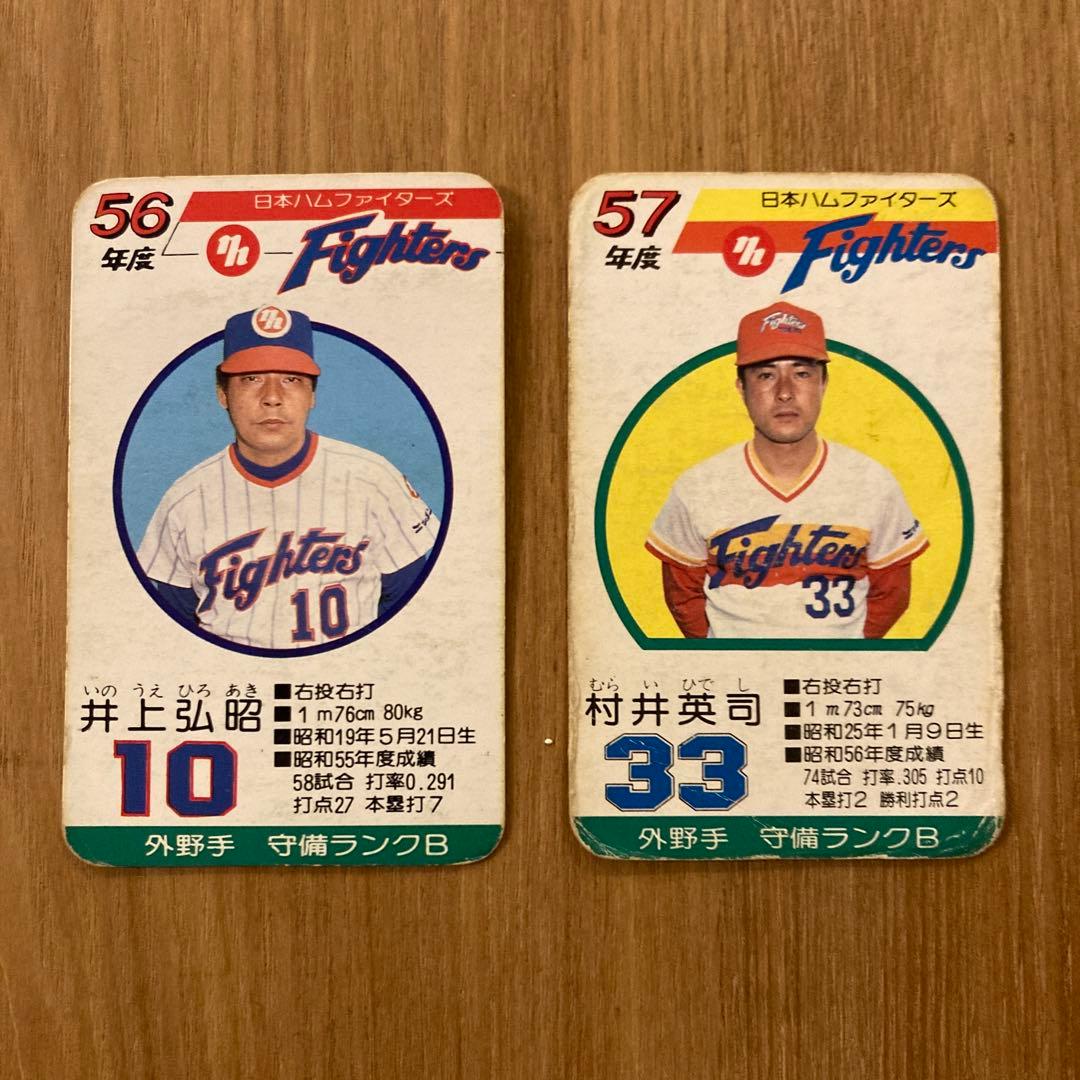 56
年度
日本ハムファイターズ
nh
Fighters
nh
Fighters
10
いの うえ ひろ あき
井上弘昭
10
■右投右打
■1m76cm 80kg
■昭和19年5月21日生
■昭和55年度成績
58試合 打率0.291
打点27 本塁打7
外野手 守備ランクB
57
年度
日本ハムファイターズ
nh
Fighters
Fighters
Fighters
33
むら い ひで し
村井英司
33
■右投右打
■1m73cm 75kg
■昭和25年1月9日生
■昭和56年度成績
74試合 打率.305 打点10
本塁打2 勝利打点2
外野手 守備ランクB